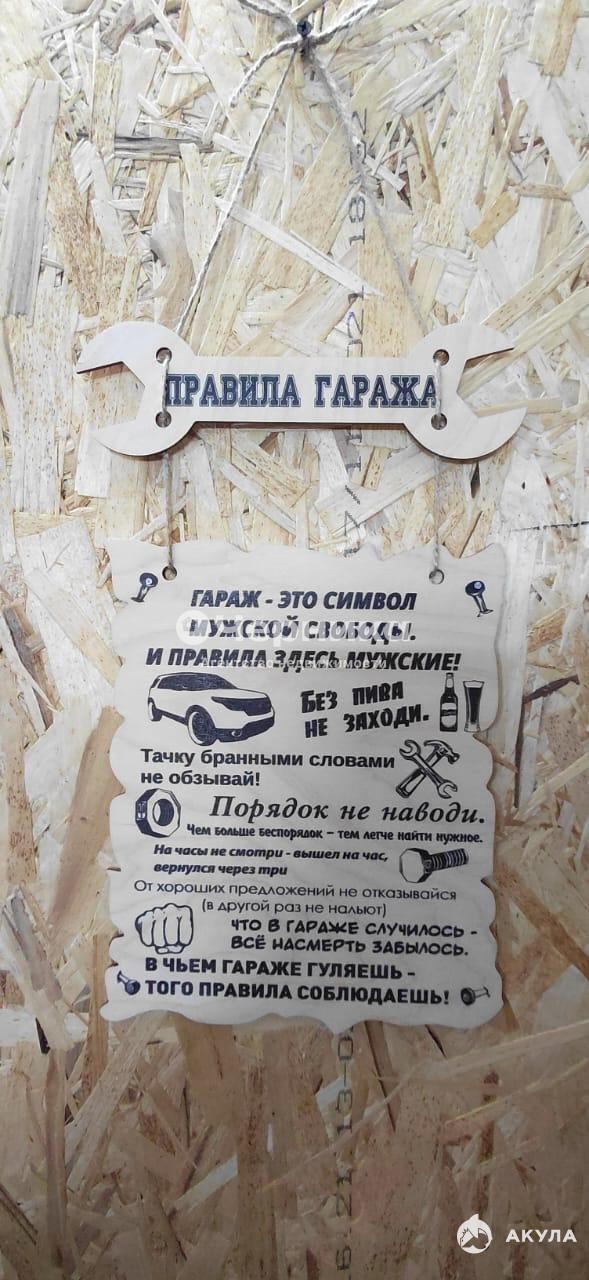 ПРАВИЛА ГАРАЖА
ГАРАЖ - ЭТО СИМВОЛ
МУЖСКОЙ СВОБОДЫ.
И ПРАВИЛА ЗДЕСЬ МУЖСКИЕ!
Агентство недвижимости
БЕЗ ПИВА
НЕ ЗАХОДИ.
Тачку бранными словами
не обзывай!
Порядок не наводи.
Чем больше беспорядок – тем легче найти нужное.
На часы не смотри - вышел на час,
вернулся через три
От хороших предложений не отказывайся
(в другой раз не нальют)
ЧТО В ГАРАЖЕ СЛУЧИЛОСЬ -
ВСЁ НАСМЕРТЬ ЗАБЫЛОСЬ.
В ЧЬЕМ ГАРАЖЕ ГУЛЯЕШЬ -
ТОГО ПРАВИЛА СОБЛЮДАЕШЬ!
АКУЛА